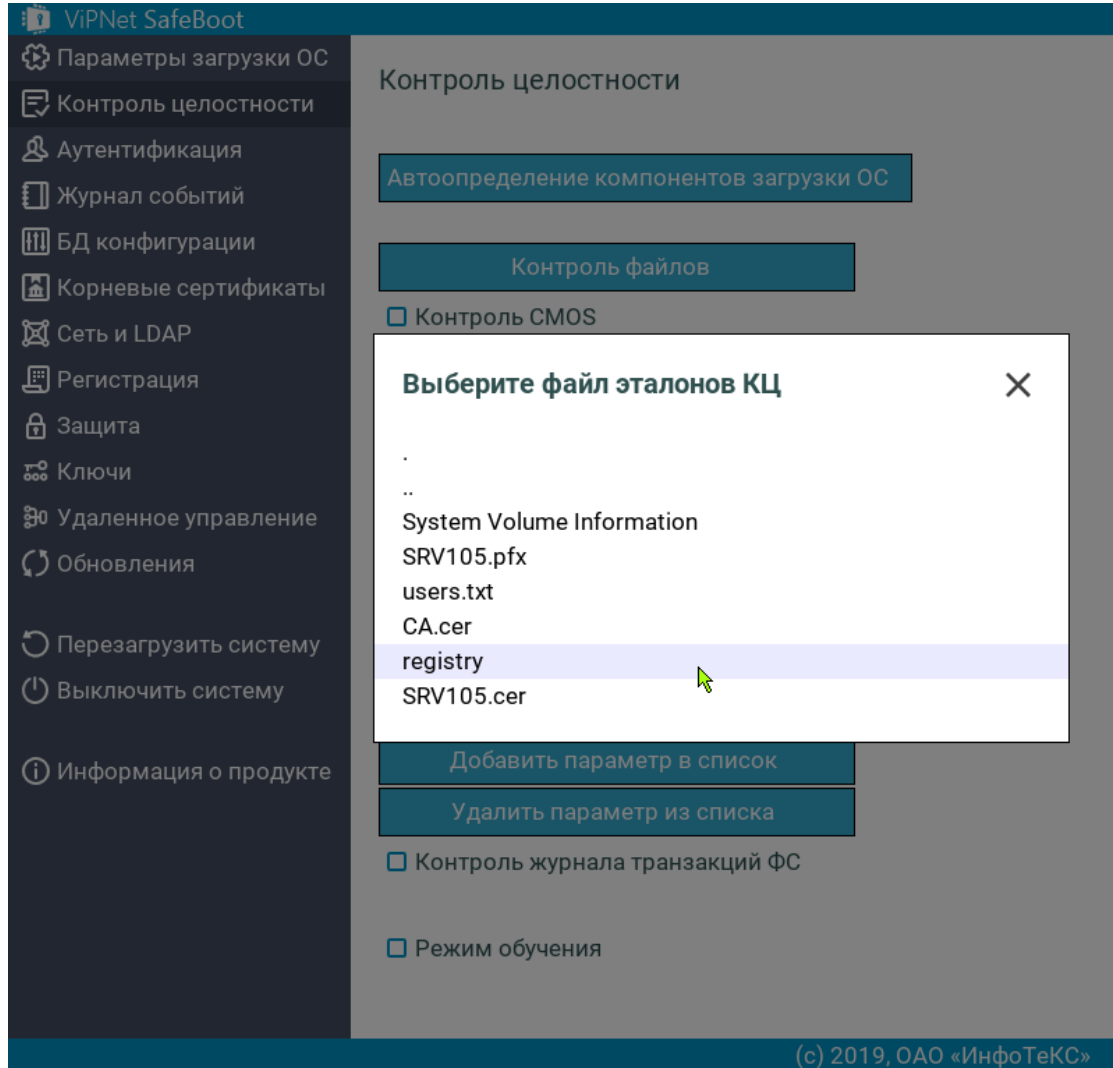 ViPNet SafeBoot
Параметры загрузки ОС
Контроль целостности
Аутентификация
Журнал событий
БД конфигурации
Корневые сертификаты
Сеть и LDAP
Регистрация
Защита
Ключи
Удаленное управление
Обновления
Перезагрузить систему
Выключить систему
Информация о продукте
Контроль целостности
Автоопределение компонентов загрузки ОС
Контроль файлов
Контроль CMOS
Выберите файл эталонов КЦ
.
..
System Volume Information
SRV105.pfx
users.txt
CA.cer
registry
SRV105.cer
Добавить параметр в список
Удалить параметр из списка
Контроль журнала транзакций ФС
Режим обучения
(c) 2019, ОАО «ИнфоТеКС»